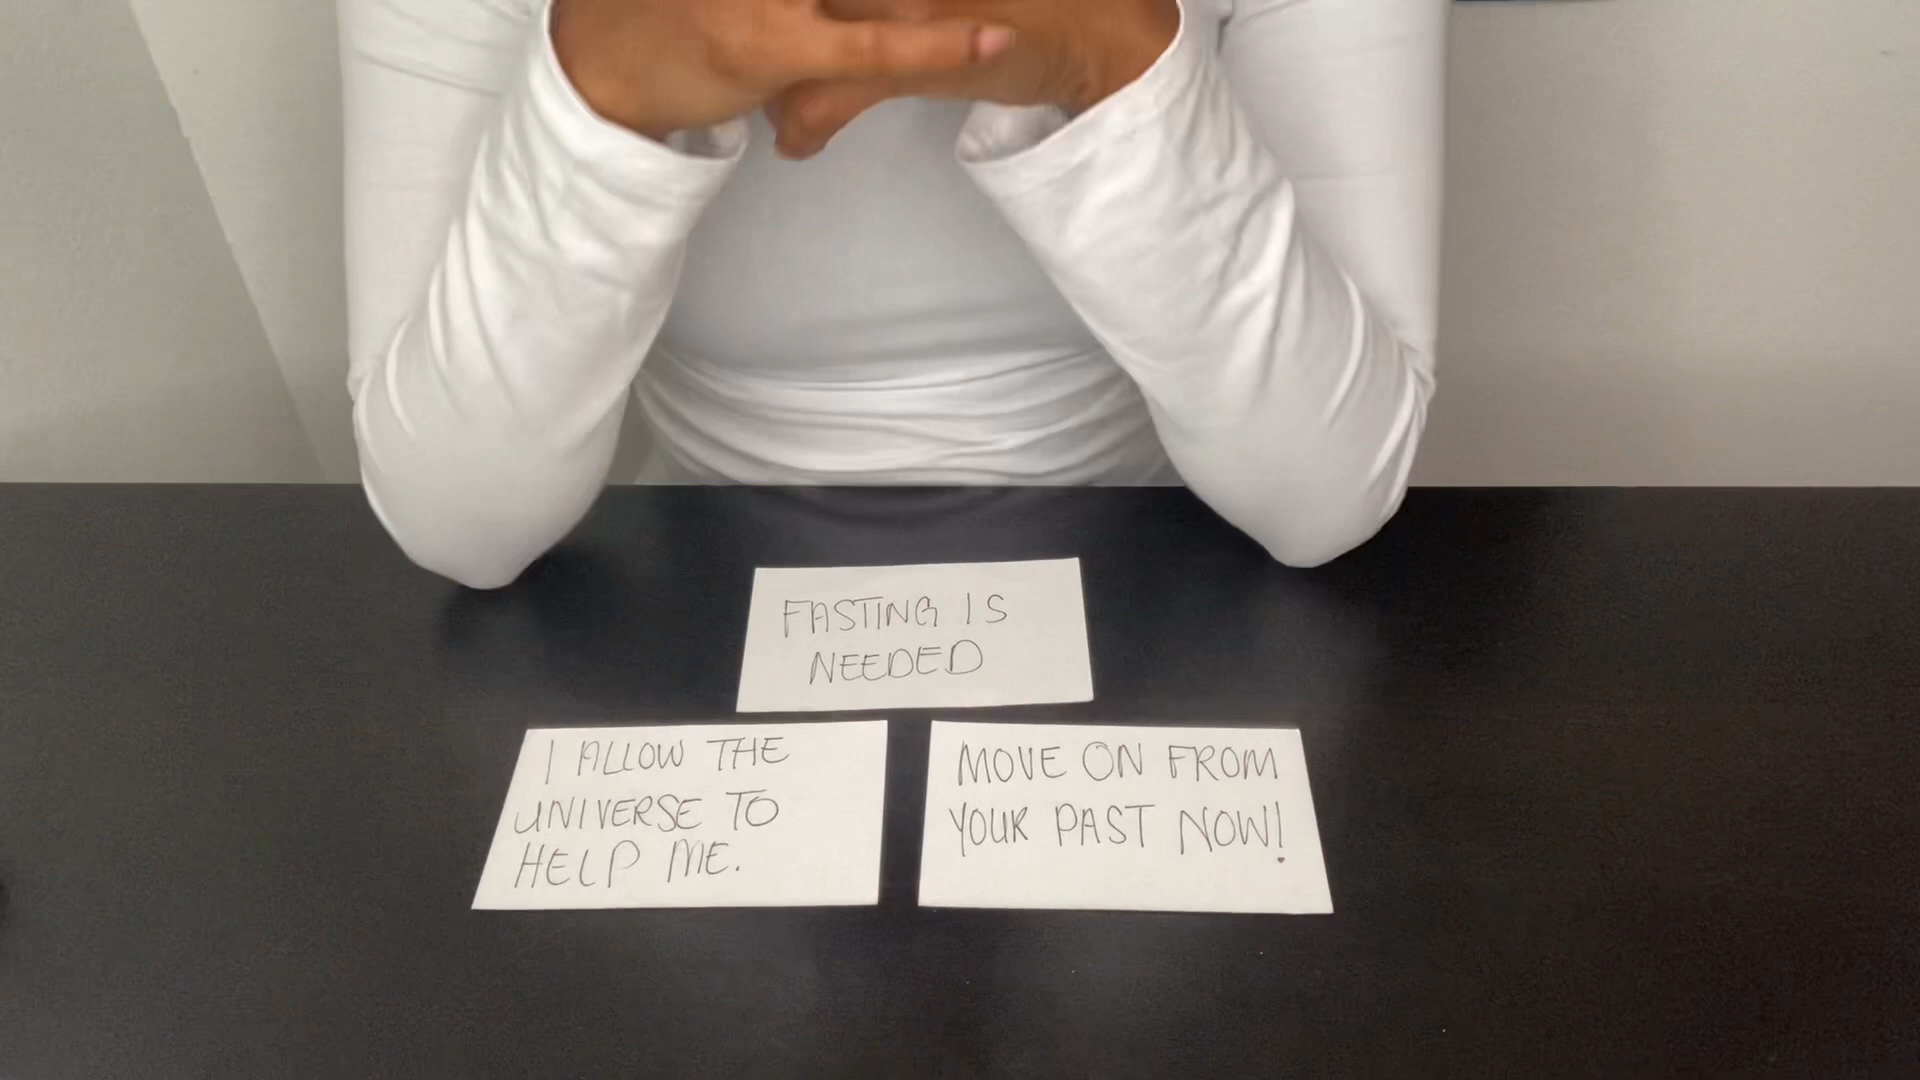 FASTING IS
NEEDED
I ALLOW THE
UNIVERSE TO
HELP ME.
MOVE ON FROM
YOUR PAST NOW!